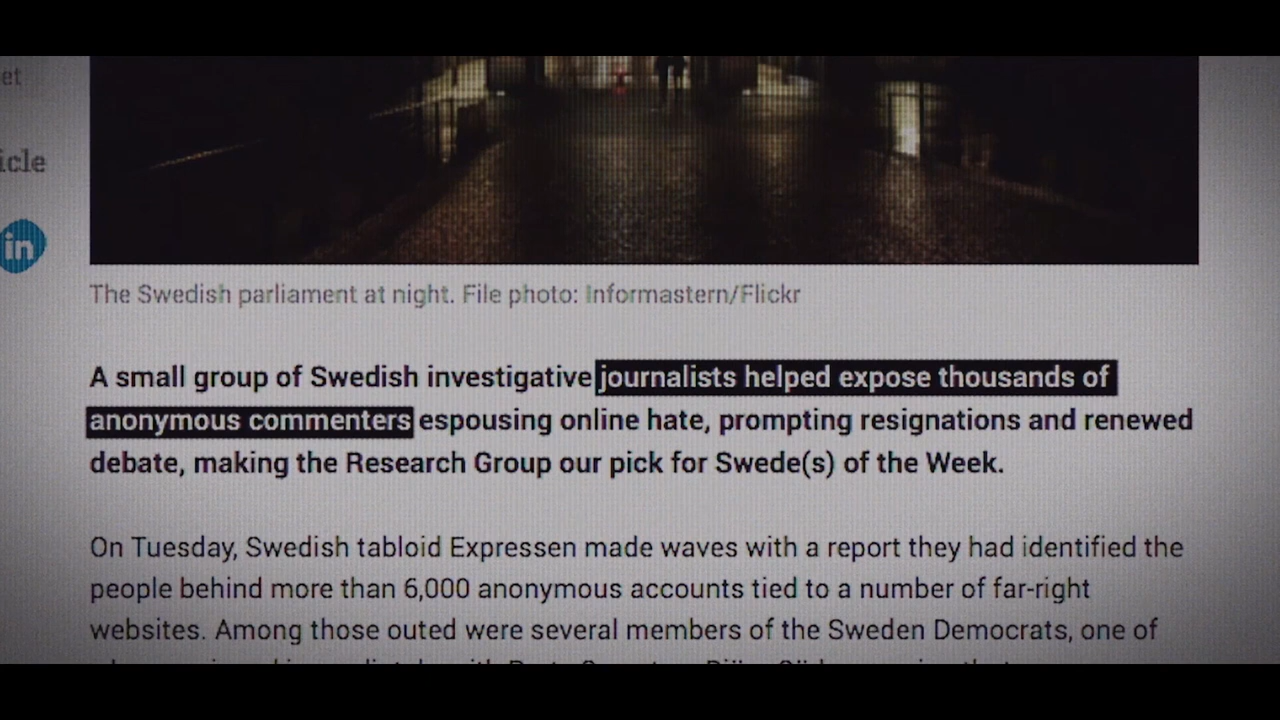 et
icle
in
The Swedish parliament at night. File photo: Informastern/Flickr
A small group of Swedish investigative journalists helped expose thousands of
anonymous commenters espousing online hate, prompting resignations and renewed
debate, making the Research Group our pick for Swede(s) of the Week.
On Tuesday, Swedish tabloid Expressen made waves with a report they had identified the
people behind more than 6,000 anonymous accounts tied to a number of far-right
websites. Among those outed were several members of the Sweden Democrats, one of